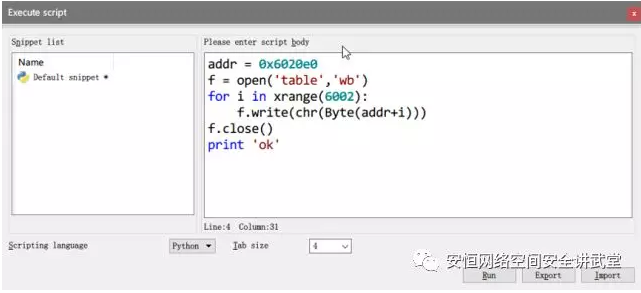 Execute script
x
Snippet list
Please enter script body
Name
Default snippet *
addr = 0x6020e0
f = open('table','wb')
for i in xrange(6002):
    f.write(chr(Byte(addr+i)))
f.close()
print 'ok'
Line:4 Column:31
Scripting language
Python
Tab size
4
安恒网络空间安全讲武堂
Run
Export
Import